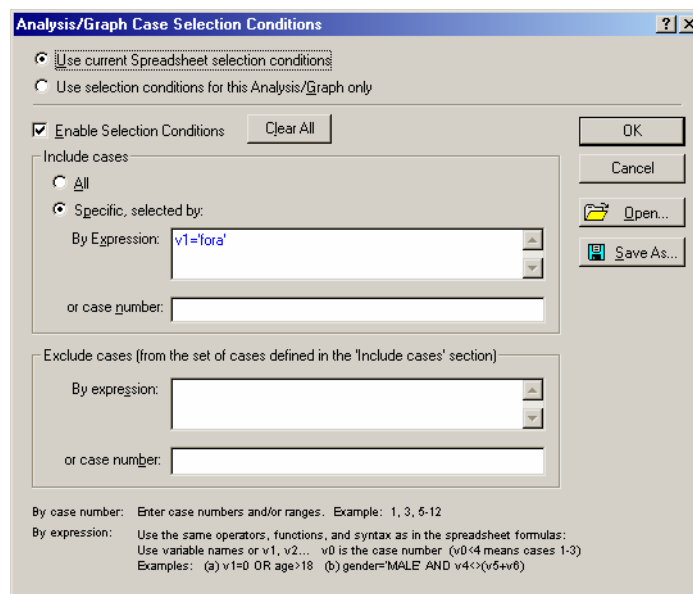 Analysis/Graph Case Selection Conditions
Use current Spreadsheet selection conditions
Use selection conditions for this Analysis/Graph only
Enable Selection Conditions
Clear All
OK
Cancel
Open...
Save As...
Include cases
All
Specific, selected by:
By Expression:
v1='fora'
or case number:
Exclude cases (from the set of cases defined in the 'Include cases' section)
By expression:
or case number:
By case number: Enter case numbers and/or ranges. Example: 1, 3, 5-12
By expression: Use the same operators, functions, and syntax as in the spreadsheet formulas:
Use variable names or v1, v2... v0 is the case number (v0<4 means cases 1-3)
Examples: (a) v1=0 OR age>18 (b) gender='MALE' AND v4<>(v5+v6)